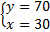 y = 70
x = 30